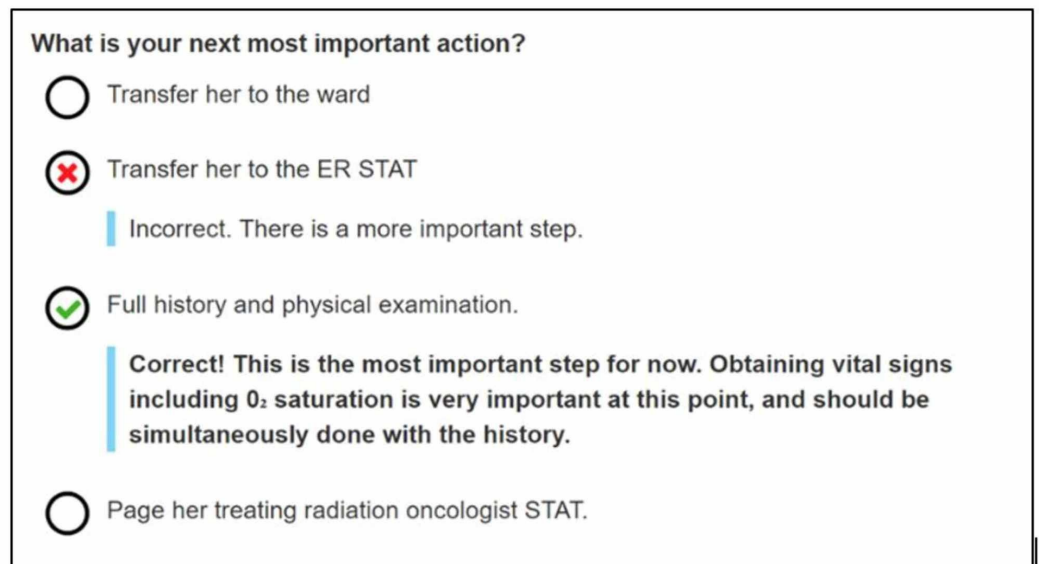 What is your next most important action?
Transfer her to the ward
Transfer her to the ER STAT
Incorrect. There is a more important step.
Full history and physical examination.
Correct! This is the most important step for now. Obtaining vital signs
including 0₂ saturation is very important at this point, and should be
simultaneously done with the history.
Page her treating radiation oncologist STAT.